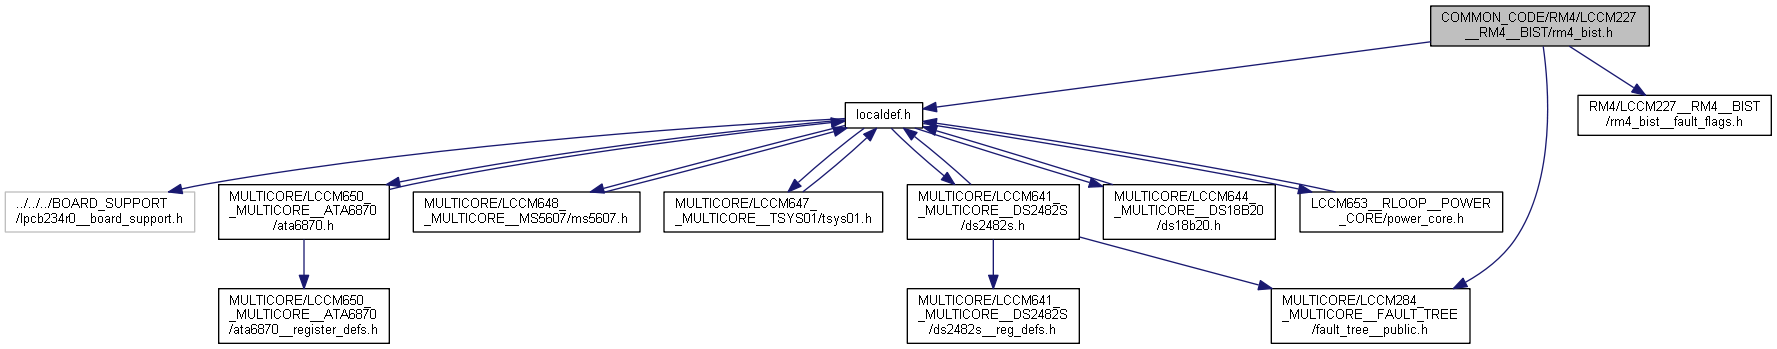 COMMON_CODE/RM4/LCCM227
__RM4__BIST/rm4_bist.h
localdef.h
RM4/LCCM227__RM4__BIST
/rm4_bist__fault_flags.h
../../../BOARD_SUPPORT
/lpcb234r0__board_support.h
MULTICORE/LCCM650_
_MULTICORE__ATA6870
/ata6870.h
MULTICORE/LCCM648_
_MULTICORE__MS5607/ms5607.h
MULTICORE/LCCM647_
_MULTICORE__TSYS01/tsys01.h
MULTICORE/LCCM641_
_MULTICORE__DS2482S
/ds2482s.h
MULTICORE/LCCM644_
_MULTICORE__DS18B20
/ds18b20.h
LCCM653__RLOOP__POWER
_CORE/power_core.h
MULTICORE/LCCM650_
_MULTICORE__ATA6870
/ata6870__register_defs.h
MULTICORE/LCCM641_
_MULTICORE__DS2482S
/ds2482s__reg_defs.h
MULTICORE/LCCM284_
_MULTICORE__FAULT_TREE
/fault_tree__public.h